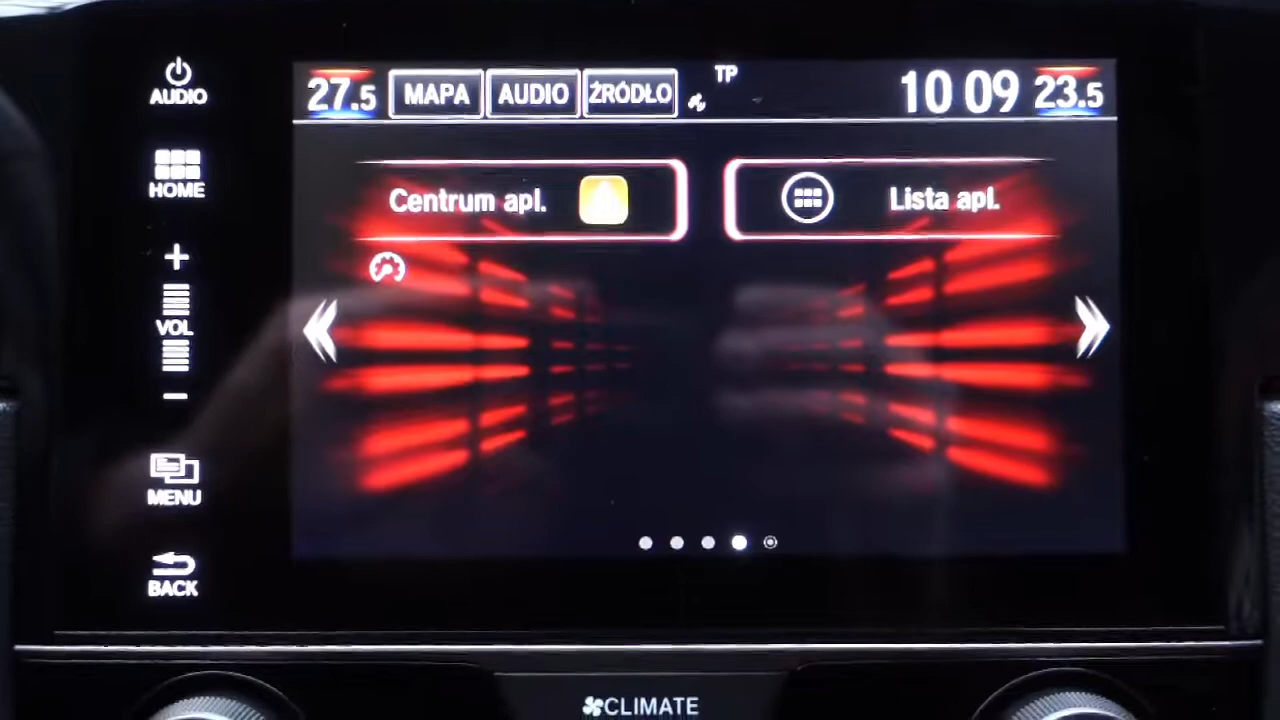 AUDIO
HOME
+
VOL
−
MENU
BACK
27.5 MAPA AUDIO ŹRÓDŁO TP 10 09 23.5
Centrum apl. Lista apl.
CLIMATE